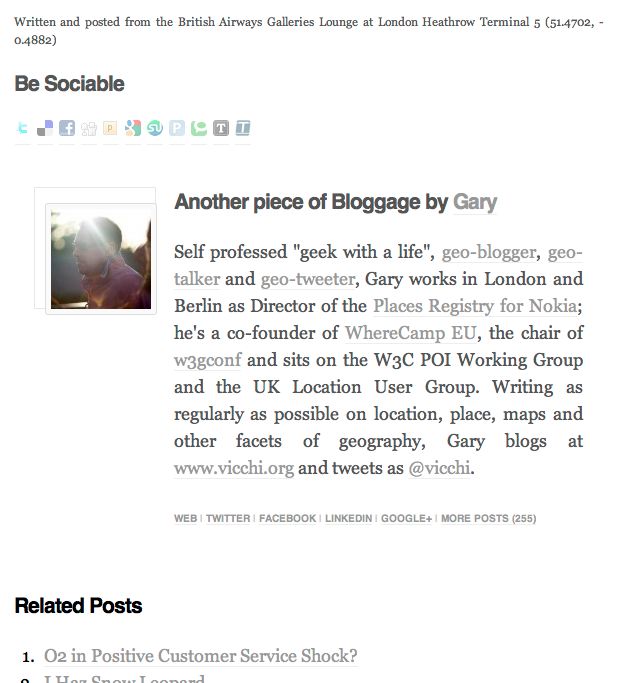 Written and posted from the British Airways Galleries Lounge at London Heathrow Terminal 5 (51.4702, -
0.4882)
Be Sociable
Another piece of Bloggage by Gary
Self professed "geek with a life", geo-blogger, geo-
talker and geo-tweeter, Gary works in London and
Berlin as Director of the Places Registry for Nokia;
he's a co-founder of WhereCamp EU, the chair of
w3gconf and sits on the W3C POI Working Group
and the UK Location User Group. Writing as
regularly as possible on location, place, maps and
other facets of geography, Gary blogs at
www.vicchi.org and tweets as @vicchi.
WEB | TWITTER | FACEBOOK | LINKEDIN | GOOGLE+ | MORE POSTS (255)
Related Posts
1. O2 in Positive Customer Service Shock?
2. I Haz Snow Leopard